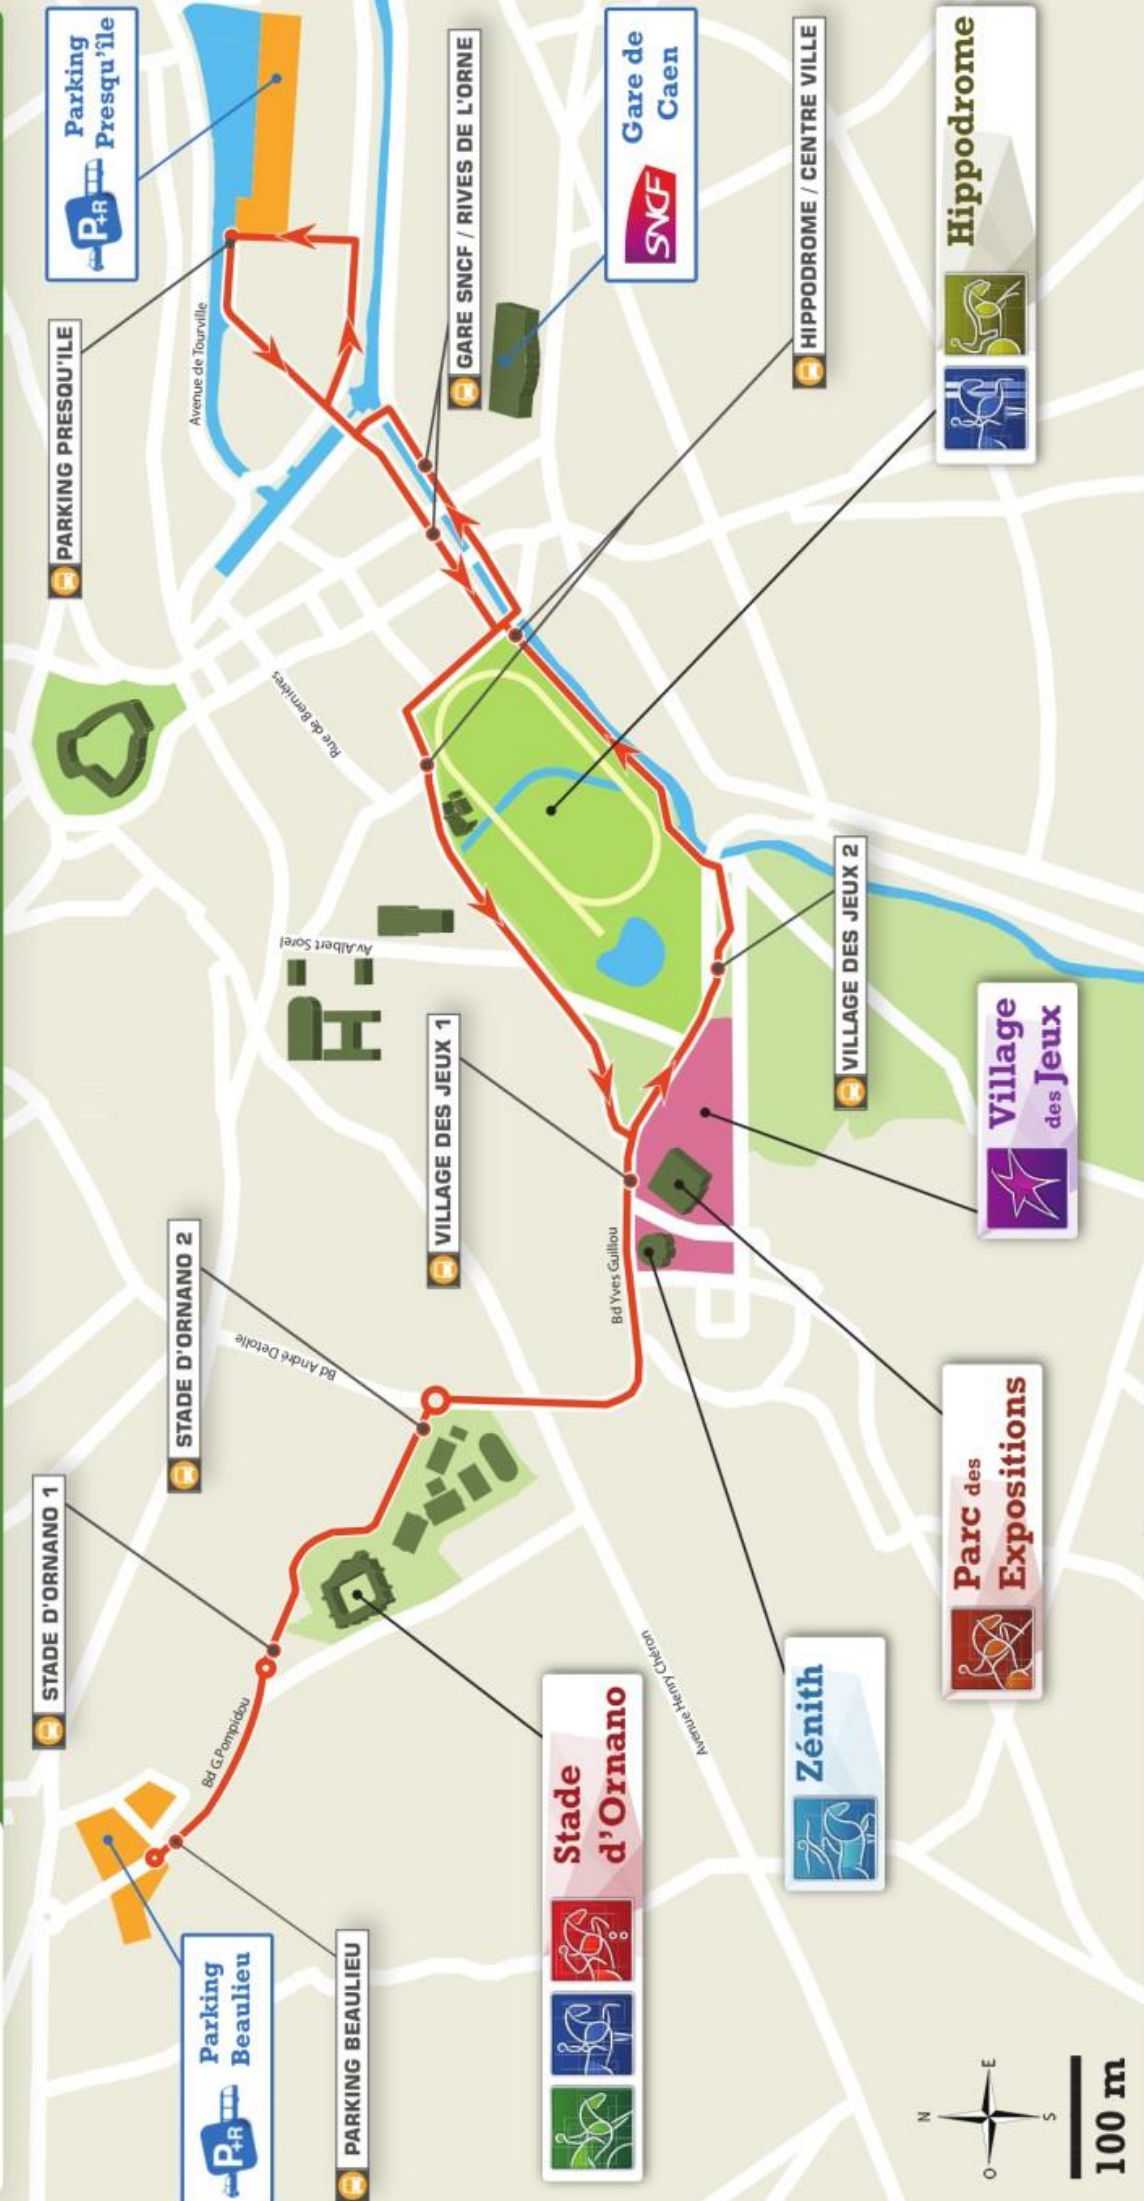 Parking
Presqu'île
P+R
PARKING PRESQU'ILE
Avenue de Tourville
GARE SNCF / RIVES DE L'ORNE
Gare de
Caen
SNCF
HIPPODROME / CENTRE VILLE
Hippodrome
Rue de Bernières
Av.Albert Sorel
VILLAGE DES JEUX 2
VILLAGE DES JEUX 1
Village
des Jeux
STADE D'ORNANO 2
Bd André Detolle
Bd Yves Guillou
STADE D'ORNANO 1
Parc des
Expositions
Bd G.Pompidou
Avenue Henry Chéron
Zénith
Stade
d'Ornano
Parking
Beaulieu
P+R
PARKING BEAULIEU
N
O
E
S
100 m